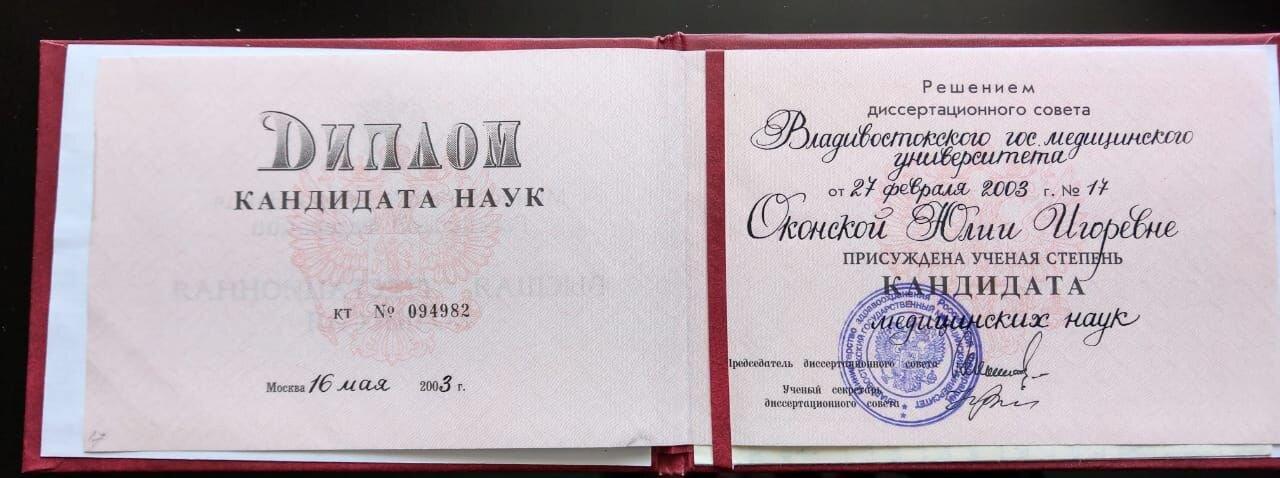 ДИПЛОМ
КАНДИДАТА НАУК
КТ № 094982
Москва 16 мая 2003 г.
Решением
диссертационного совета
Владивостокского гос. медицинского
университета
от 27 февраля 2003 г. № 17
Оконской Юлии Игоревне
ПРИСУЖДЕНА УЧЕНАЯ СТЕПЕНЬ
КАНДИДАТА
медицинских наук
Председатель диссертационного совета
Ученый секретарь
диссертационного совета